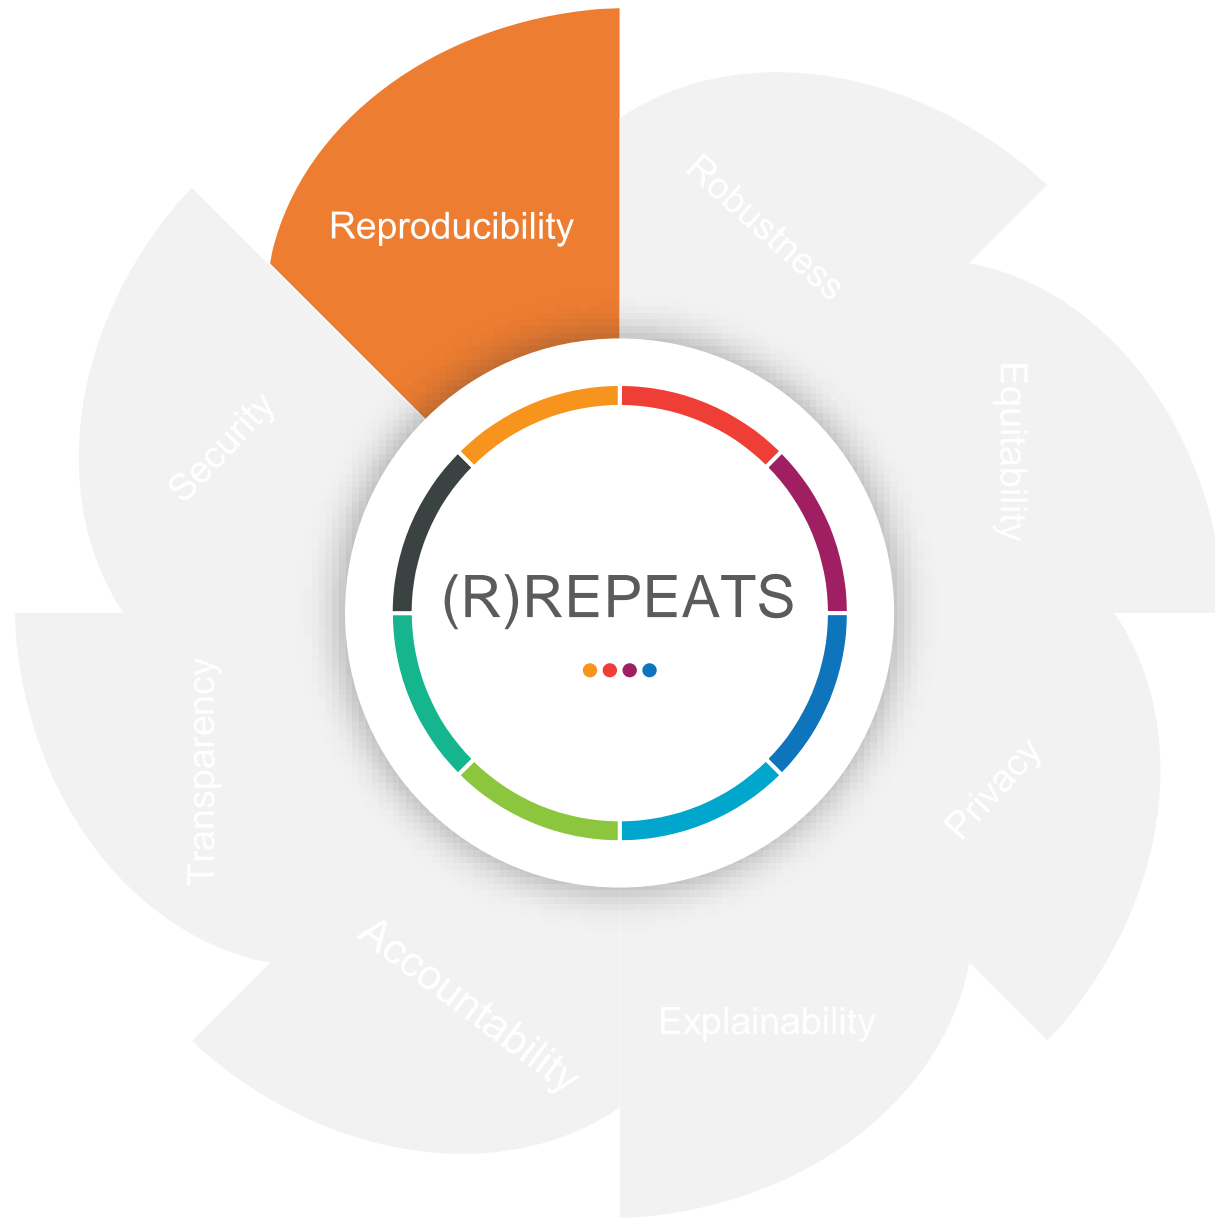 Reproducibility
Robustness
Equitability
Privacy
Explainability
Accountability
Transparency
Security
(R)REPEATS